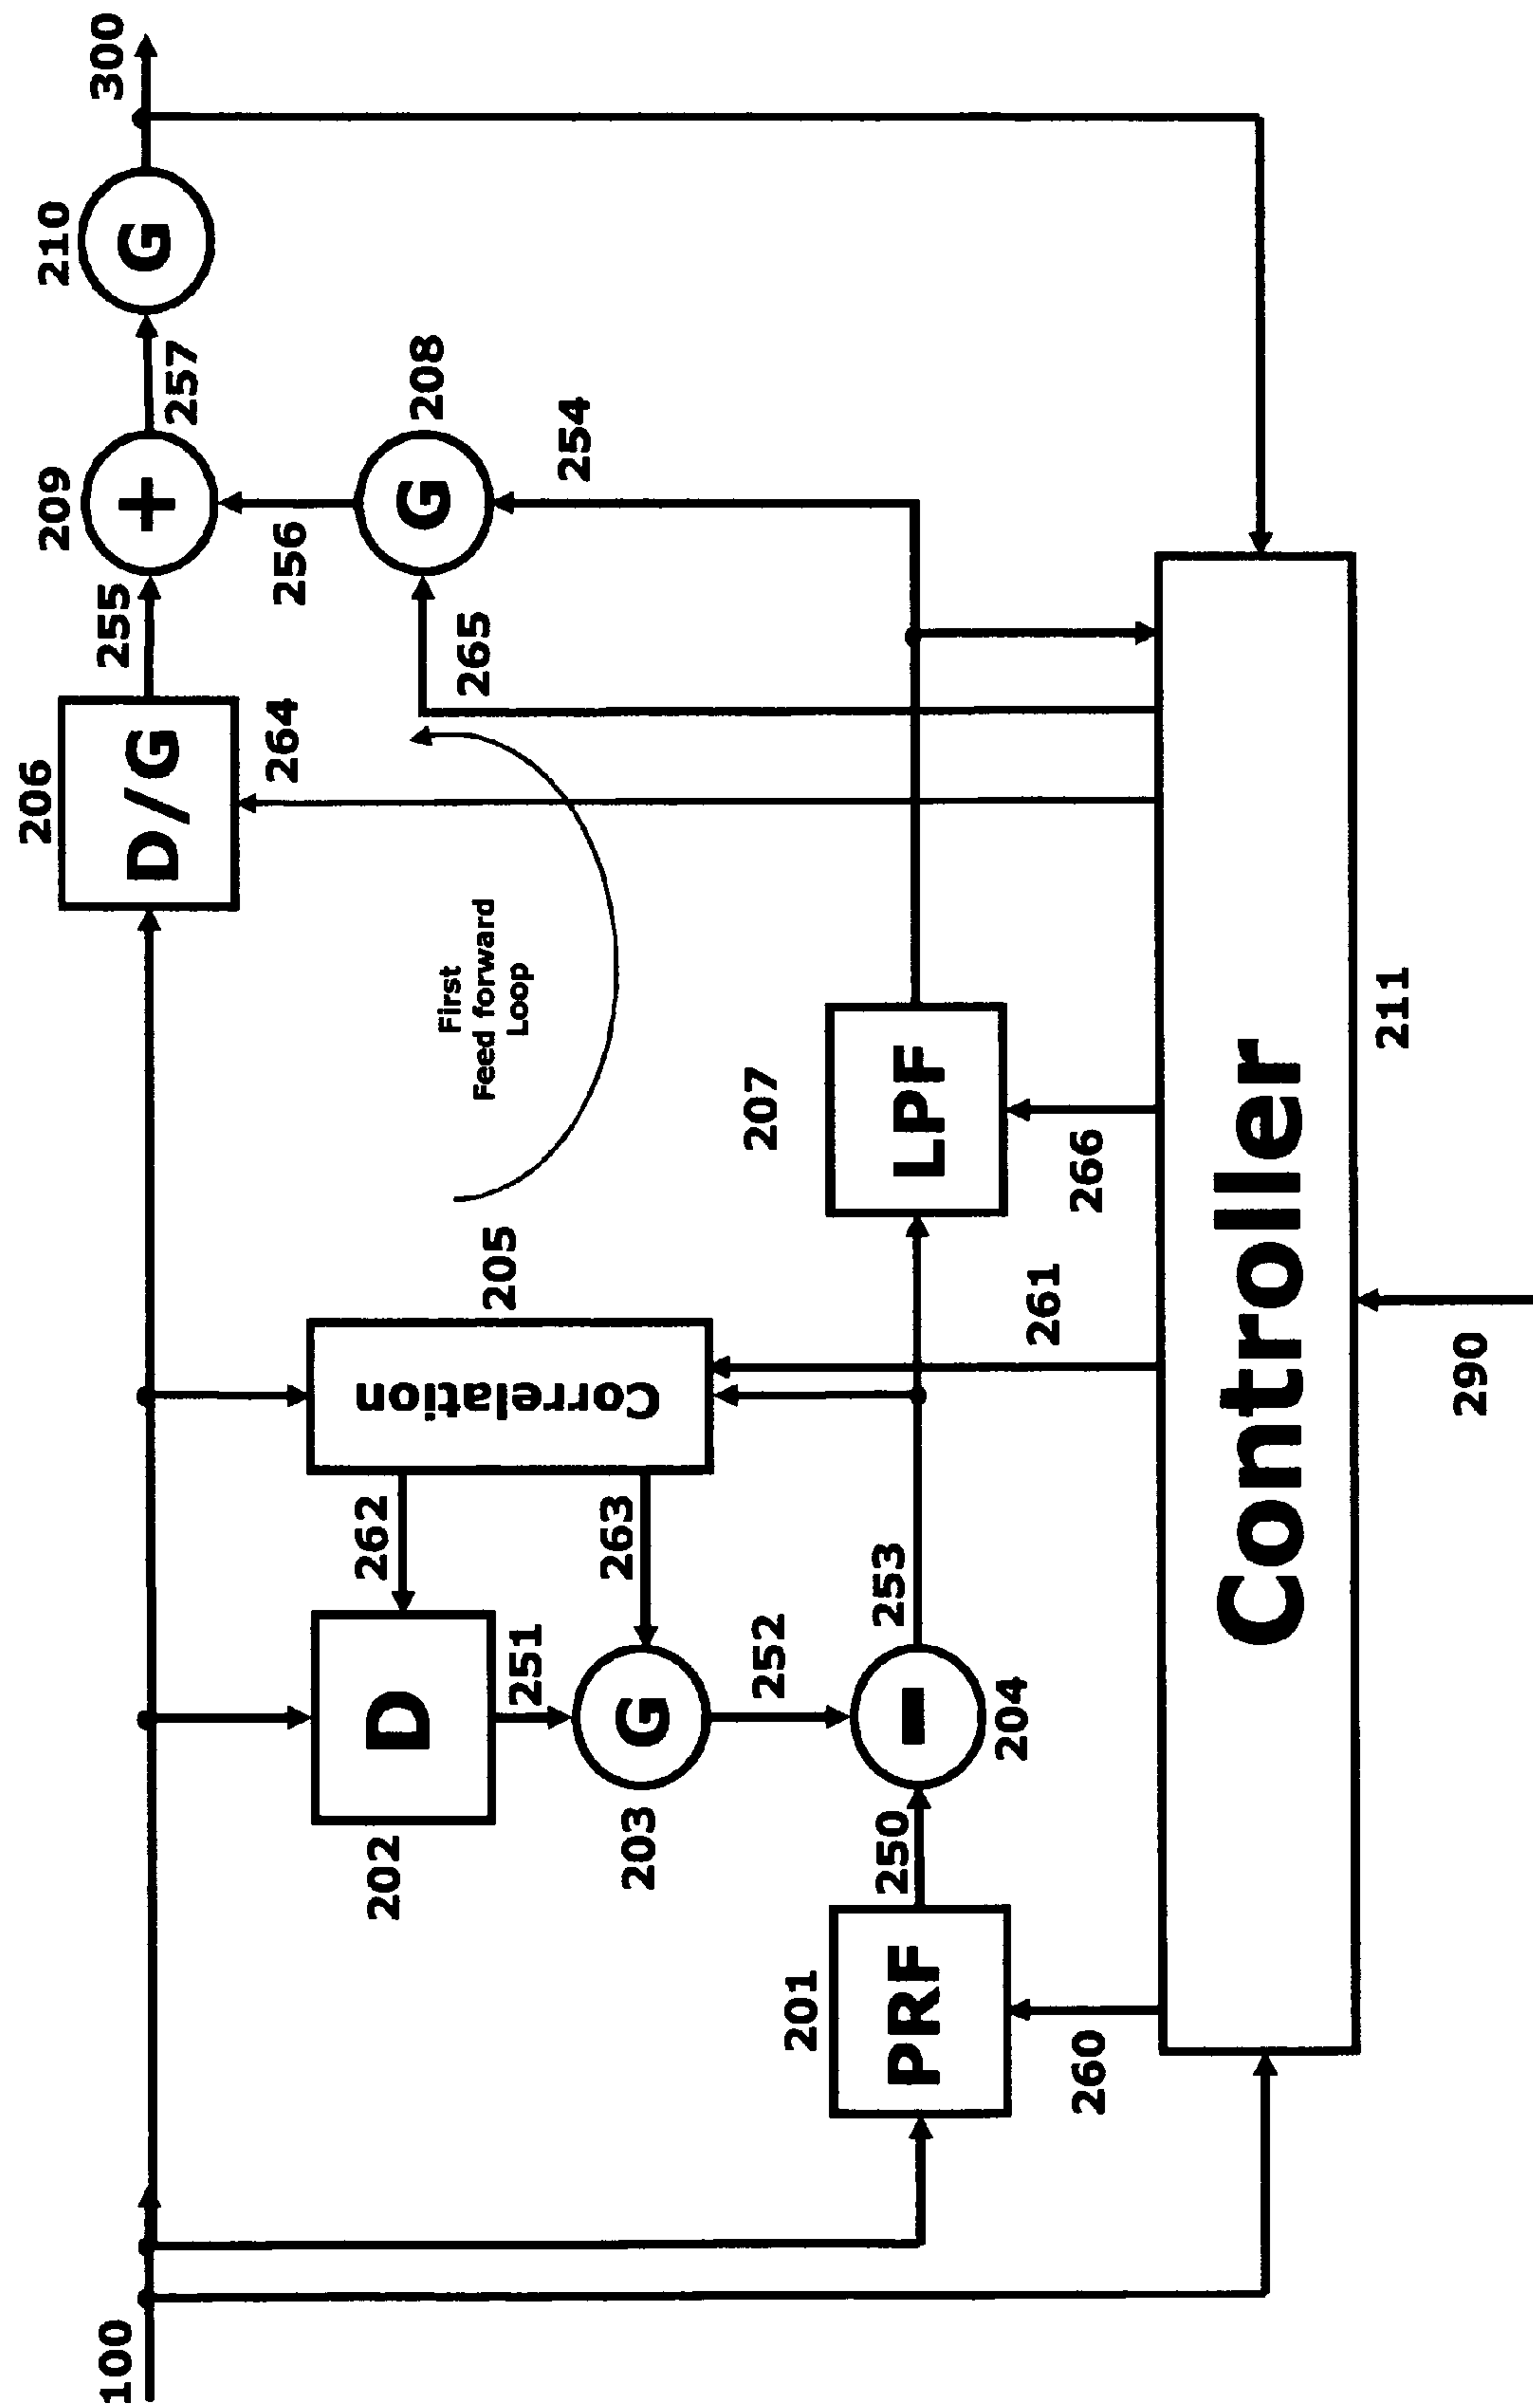 100
300
206
D/G
255
209
+
257
210
G
264
256
208
G
265
254
First
Feed forward
Loop
202
D
262
Correlation
205
251
203
G
263
252
201
PRF
250
204
253
207
LPF
260
261
266
Controller
211
290